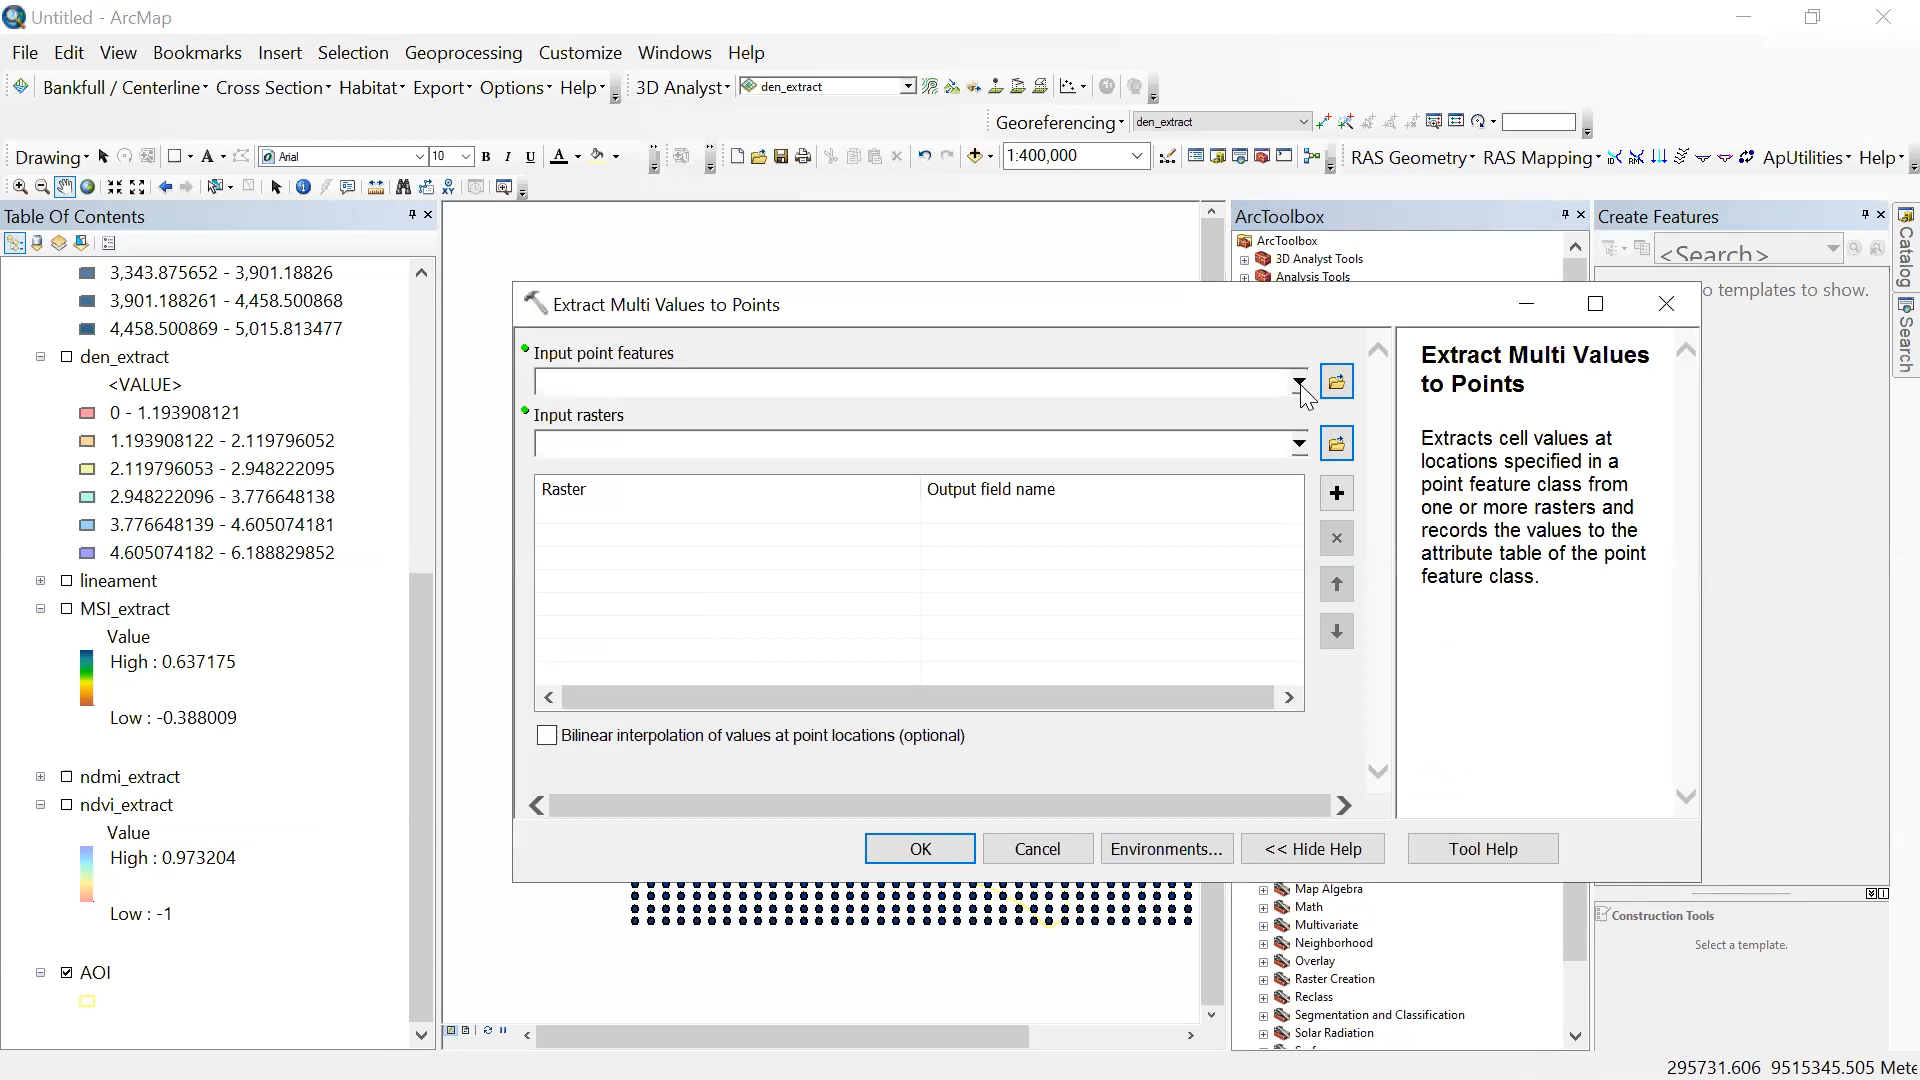 Untitled - ArcMap
File Edit View Bookmarks Insert Selection Geoprocessing Customize Windows Help
Bankfull / Centerline Cross Section Habitat Export Options Help 3D Analyst den_extract
Georeferencing den_extract
Drawing A Arial 10 B I U A 1:400,000 RAS Geometry RAS Mapping ApUtilities Help
Table Of Contents
3,343.875652 - 3,901.18826
3,901.188261 - 4,458.500868
4,458.500869 - 5,015.813477
den_extract
<VALUE>
0 - 1.193908121
1.193908122 - 2.119796052
2.119796053 - 2.948222095
2.948222096 - 3.776648138
3.776648139 - 4.605074181
4.605074182 - 6.188829852
lineament
MSI_extract
Value
High : 0.637175
Low : -0.388009
ndmi_extract
ndvi_extract
Value
High : 0.973204
Low : -1
AOI
Extract Multi Values to Points
Input point features
Input rasters
Raster Output field name
Bilinear interpolation of values at point locations (optional)
OK Cancel Environments... << Hide Help Tool Help
Extract Multi Values
to Points
Extracts cell values at
locations specified in a
point feature class from
one or more rasters and
records the values to the
attribute table of the point
feature class.
ArcToolbox
ArcToolbox
3D Analyst Tools
Analysis Tools
Map Algebra
Math
Multivariate
Neighborhood
Overlay
Raster Creation
Reclass
Segmentation and Classification
Solar Radiation
Create Features
<Search>
o templates to show.
Construction Tools
Select a template.
Catalog
Search
295731.606 9515345.505 Mete